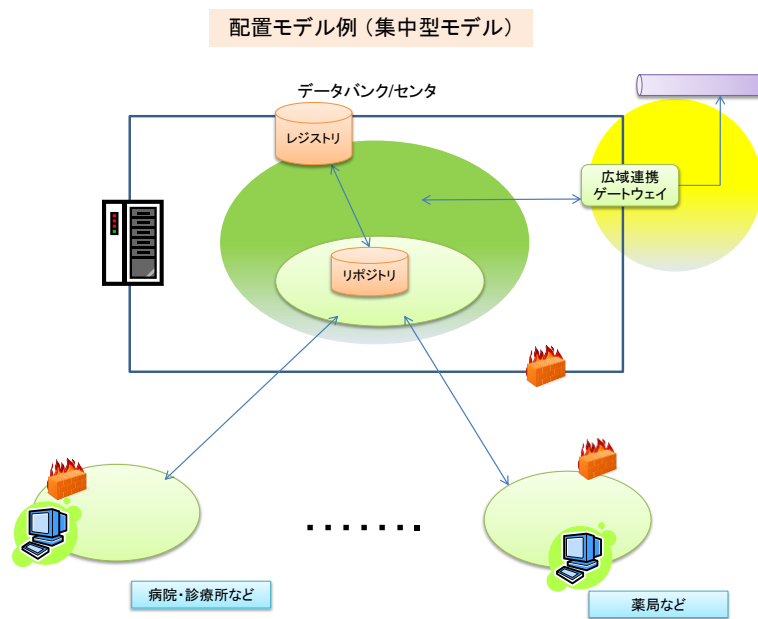 配置モデル例（集中型モデル）
データバンク/センタ
レジストリ
広域連携
ゲートウェイ
リポジトリ
病院・診療所など
薬局など